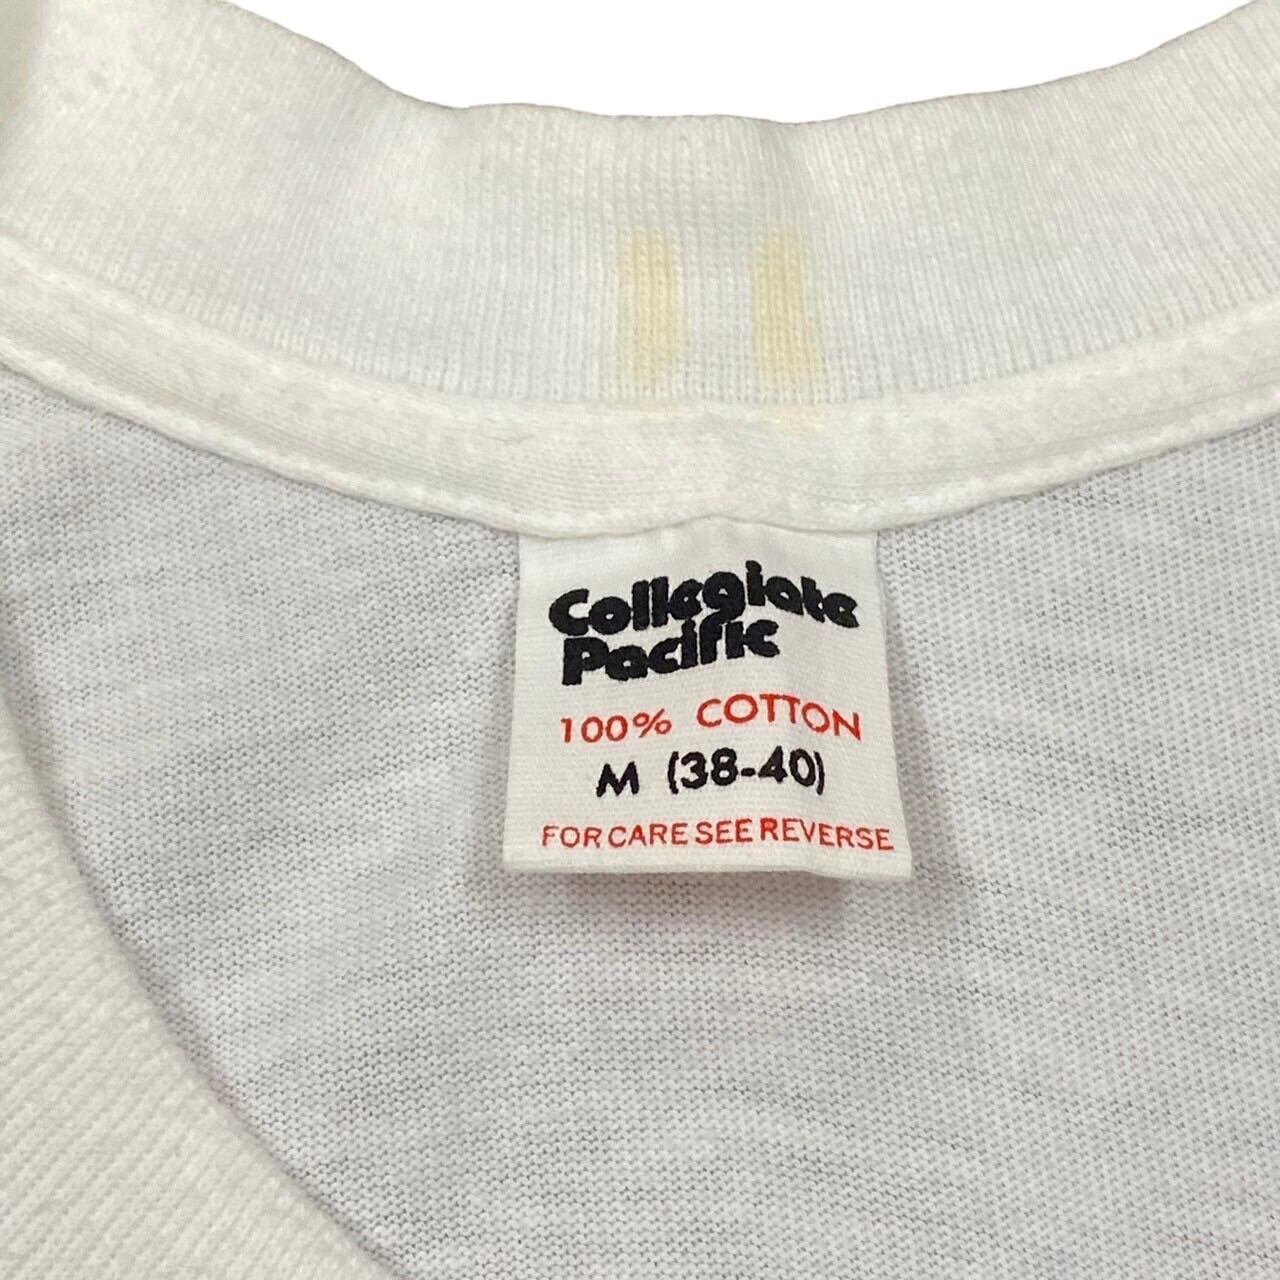 Collegiate
Pacific
100% COTTON
M (38-40)
FOR CARE SEE REVERSE